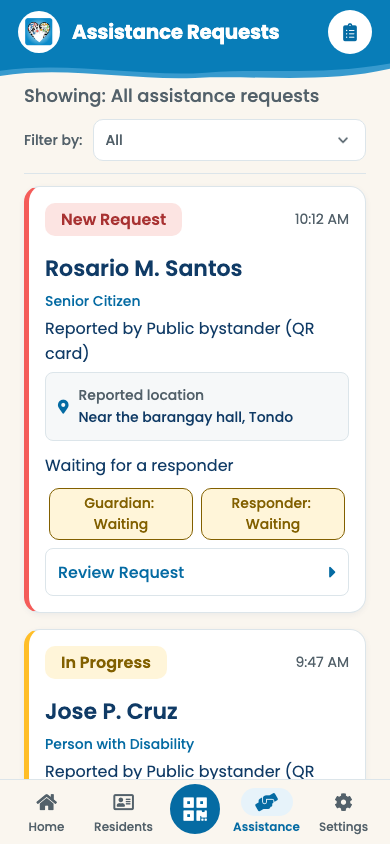 Assistance Requests
Showing: All assistance requests
Filter by:
All
New Request
10:12 AM
Rosario M. Santos
Senior Citizen
Reported by Public bystander (QR
card)
Reported location
Near the barangay hall, Tondo
Waiting for a responder
Guardian:
Waiting
Responder:
Waiting
Review Request
In Progress
9:47 AM
Jose P. Cruz
Person with Disability
Reported by Public bystander (QR
Home
Residents
Assistance
Settings